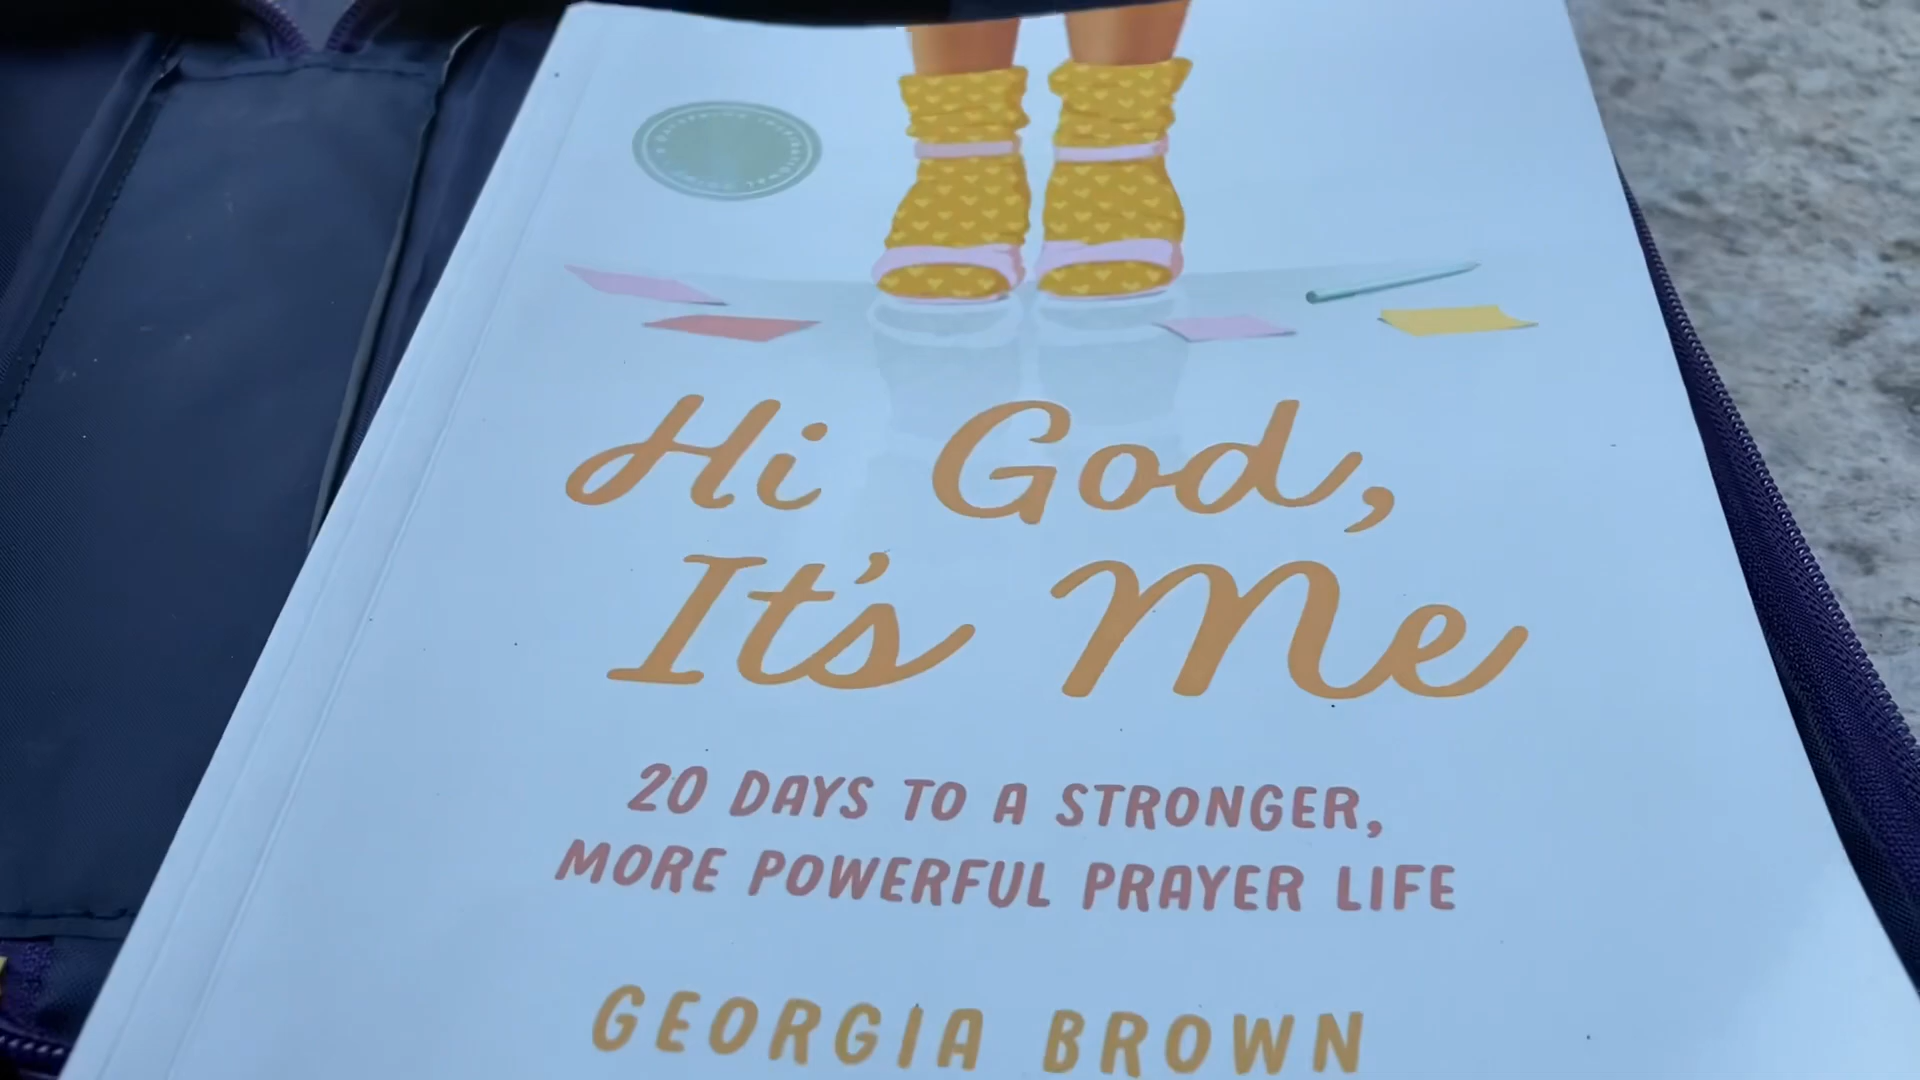 Hi God,
It's Me
20 DAYS TO A STRONGER,
MORE POWERFUL PRAYER LIFE
GEORGIA BROWN